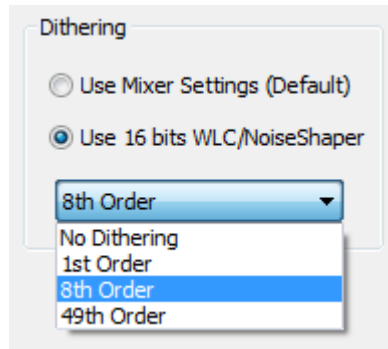 Dithering
Use Mixer Settings (Default)
Use 16 bits WLC/NoiseShaper
8th Order
No Dithering
1st Order
8th Order
49th Order